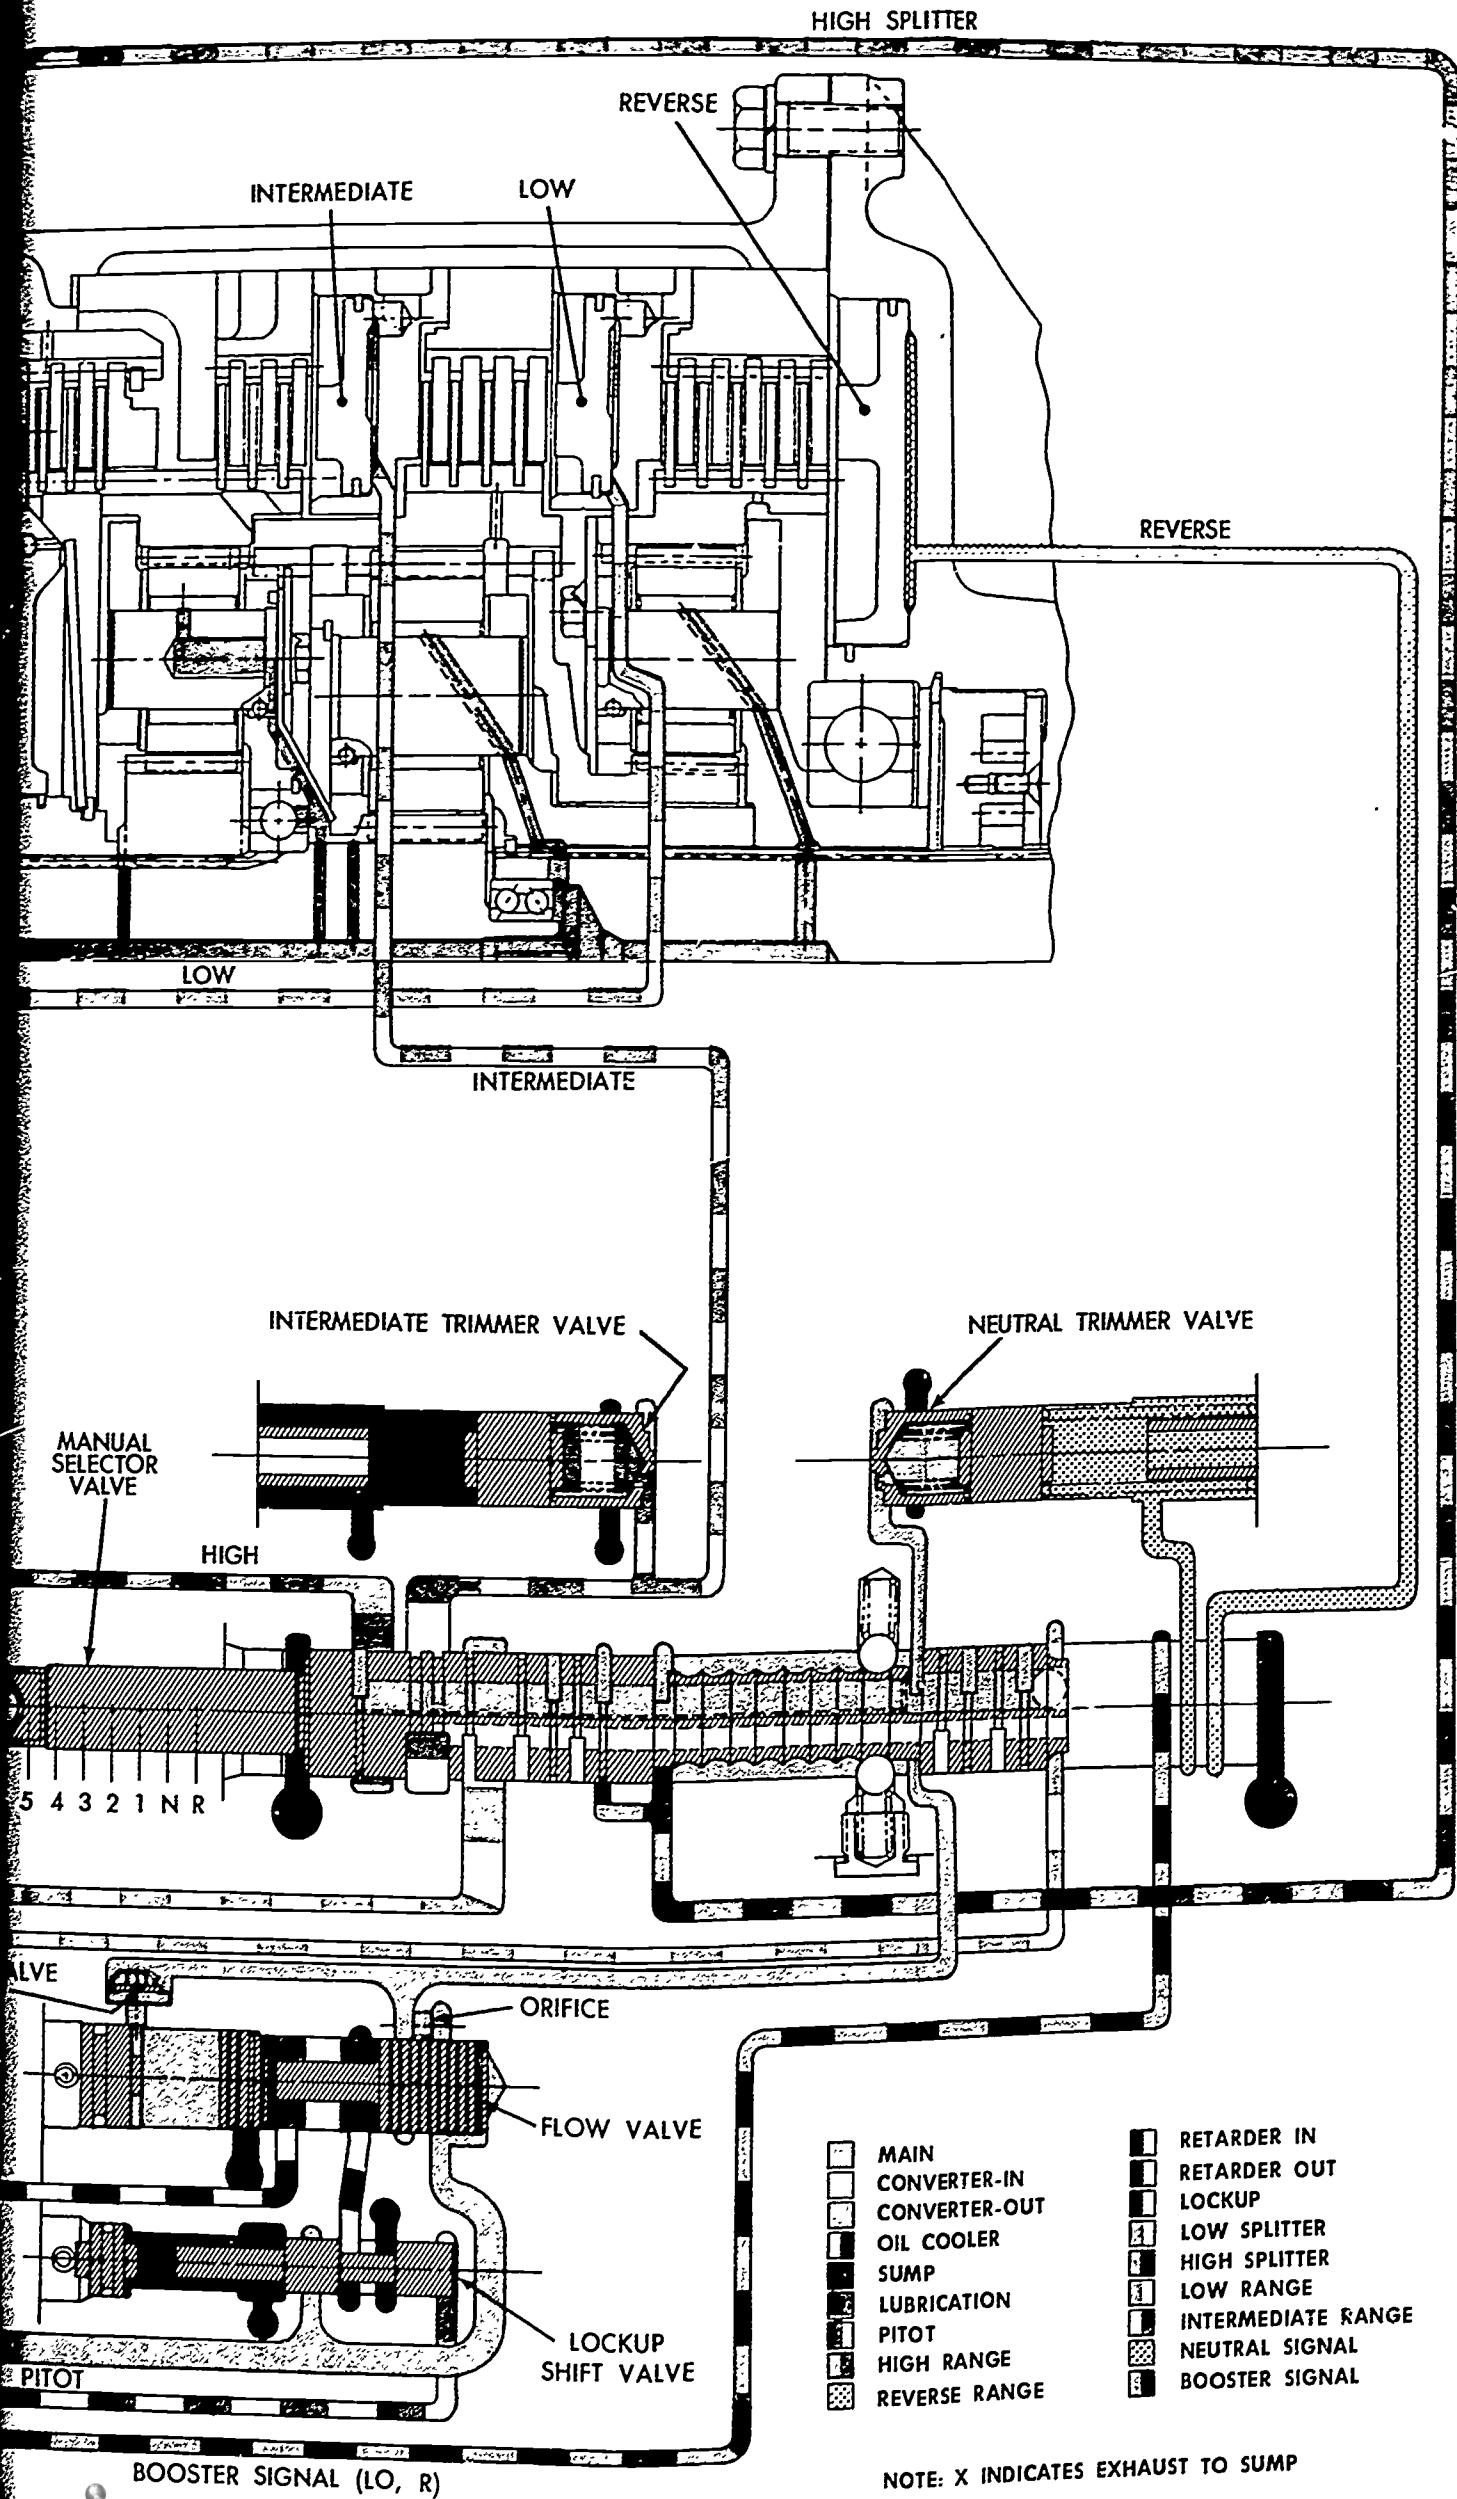 HIGH SPLITTER
REVERSE
INTERMEDIATE
LOW
REVERSE
LOW
INTERMEDIATE
INTERMEDIATE TRIMMER VALVE
NEUTRAL TRIMMER VALVE
MANUAL
SELECTOR
VALVE
HIGH
5 4 3 2 1 N R
ALVE
ORIFICE
FLOW VALVE
LOCKUP
SHIFT VALVE
PITOT
BOOSTER SIGNAL (LO, R)
MAIN
CONVERTER-IN
CONVERTER-OUT
OIL COOLER
SUMP
LUBRICATION
PITOT
HIGH RANGE
REVERSE RANGE
RETARDER IN
RETARDER OUT
LOCKUP
LOW SPLITTER
HIGH SPLITTER
LOW RANGE
INTERMEDIATE RANGE
NEUTRAL SIGNAL
BOOSTER SIGNAL
NOTE: X INDICATES EXHAUST TO SUMP